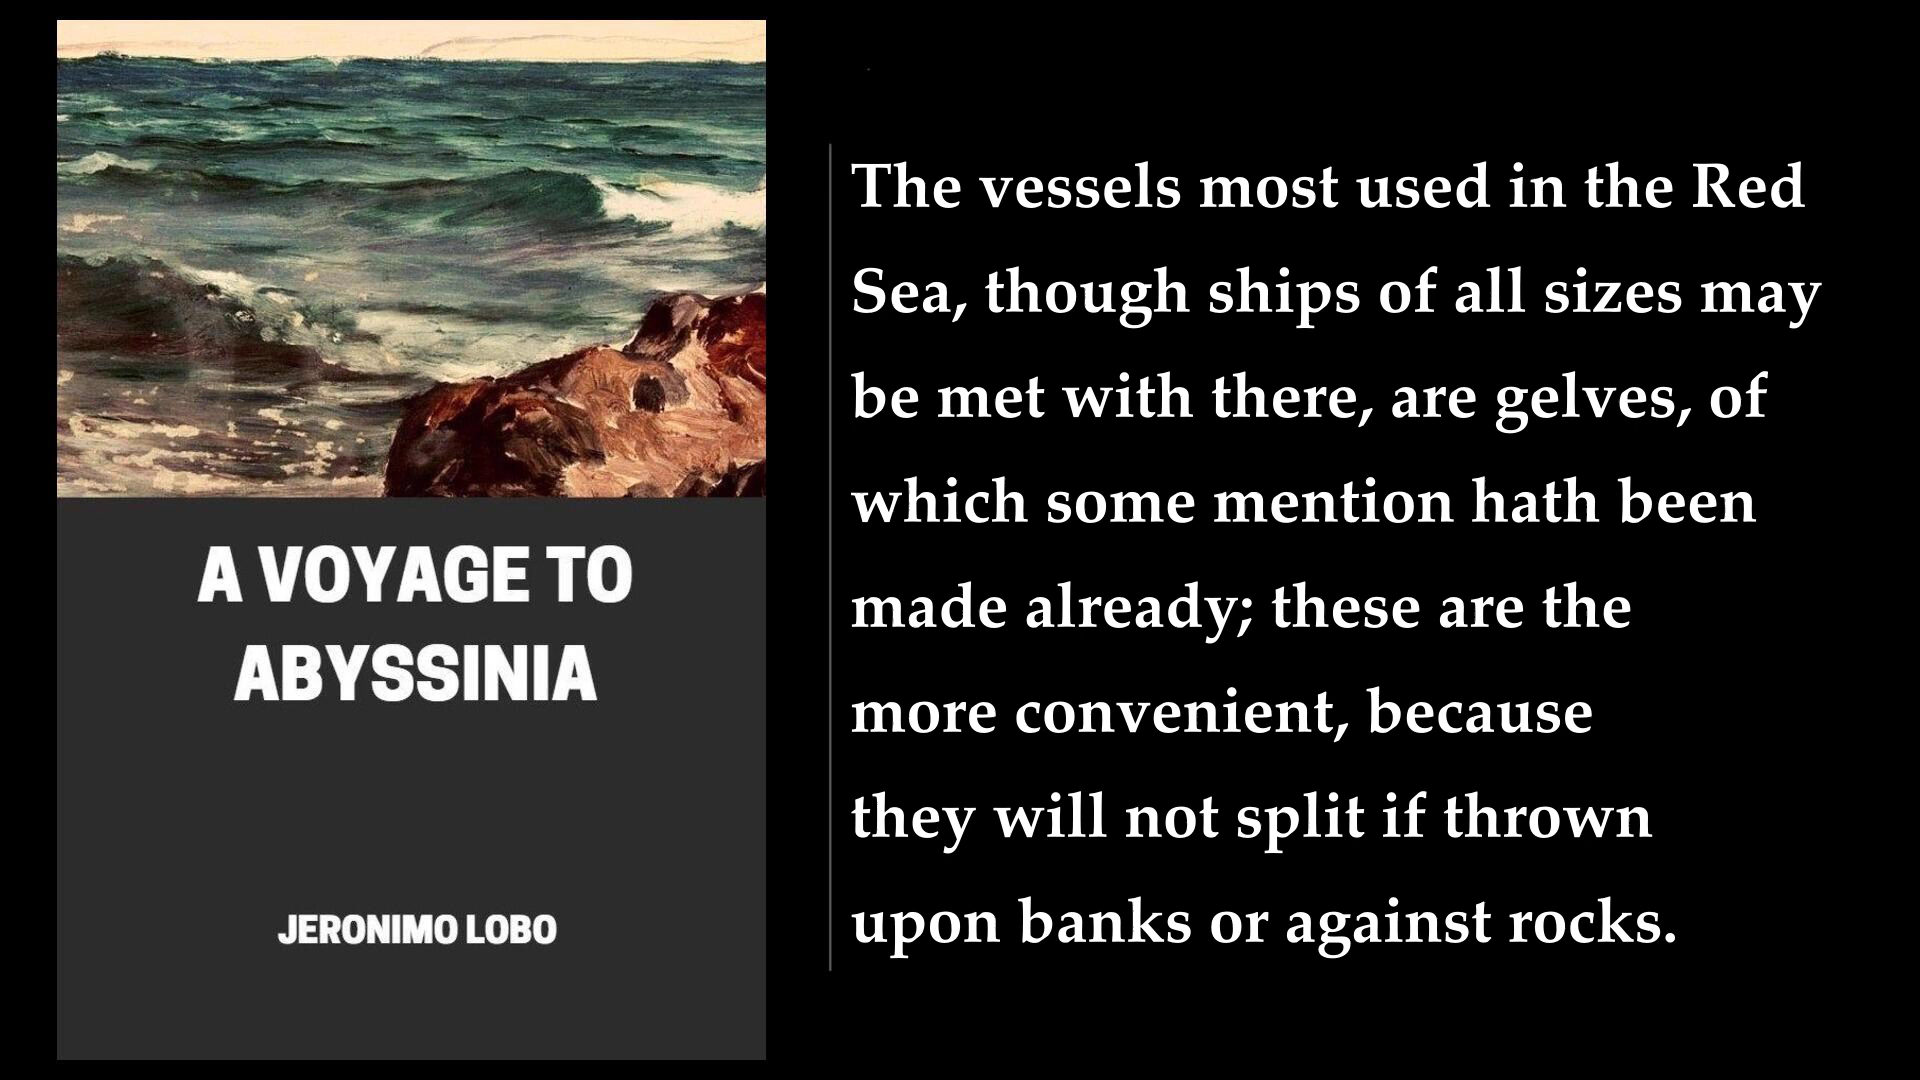 A VOYAGE TO
ABYSSINIA
JERONIMO LOBO
The vessels most used in the Red
Sea, though ships of all sizes may
be met with there, are gelves, of
which some mention hath been
made already; these are the
more convenient, because
they will not split if thrown
upon banks or against rocks.